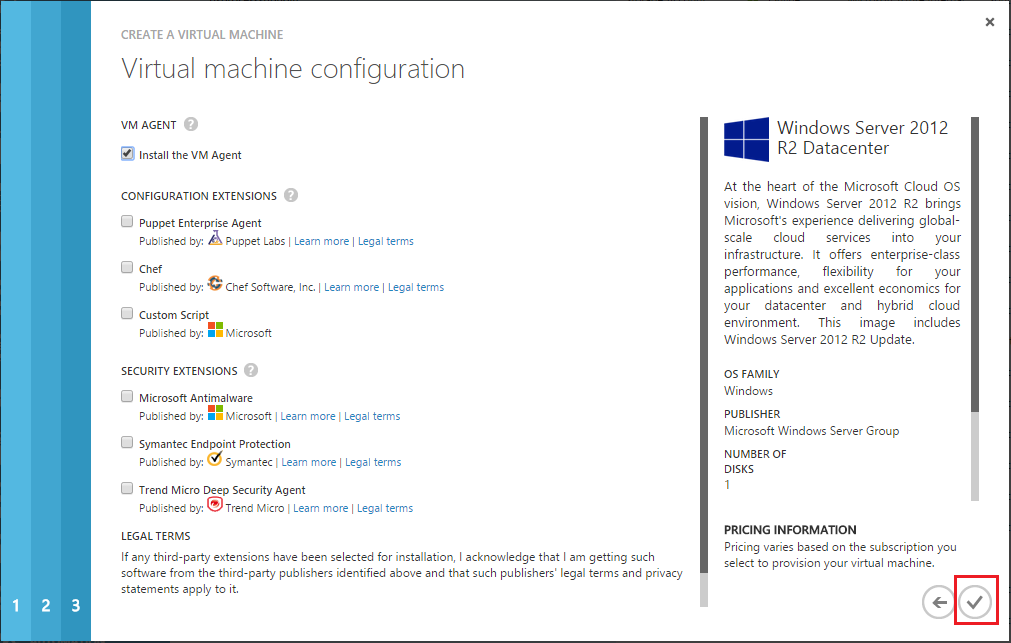 CREATE A VIRTUAL MACHINE
Virtual machine configuration
VM AGENT ?
Install the VM Agent
CONFIGURATION EXTENSIONS ?
Puppet Enterprise Agent
Published by: Puppet Labs | Learn more | Legal terms
Chef
Published by: Chef Software, Inc. | Learn more | Legal terms
Custom Script
Published by: Microsoft
SECURITY EXTENSIONS ?
Microsoft Antimalware
Published by: Microsoft | Learn more | Legal terms
Symantec Endpoint Protection
Published by: Symantec | Learn more | Legal terms
Trend Micro Deep Security Agent
Published by: Trend Micro | Learn more | Legal terms
LEGAL TERMS
If any third-party extensions have been selected for installation, I acknowledge that I am getting such
software from the third-party publishers identified above and that such publishers' legal terms and privacy
statements apply to it.
Windows Server 2012
R2 Datacenter
At the heart of the Microsoft Cloud OS
vision, Windows Server 2012 R2 brings
Microsoft's experience delivering global-
scale cloud services into your
infrastructure. It offers enterprise-class
performance, flexibility for your
applications and excellent economics for
your datacenter and hybrid cloud
environment. This image includes
Windows Server 2012 R2 Update.
OS FAMILY
Windows
PUBLISHER
Microsoft Windows Server Group
NUMBER OF
DISKS
1
PRICING INFORMATION
Pricing varies based on the subscription you
select to provision your virtual machine.
1 2 3